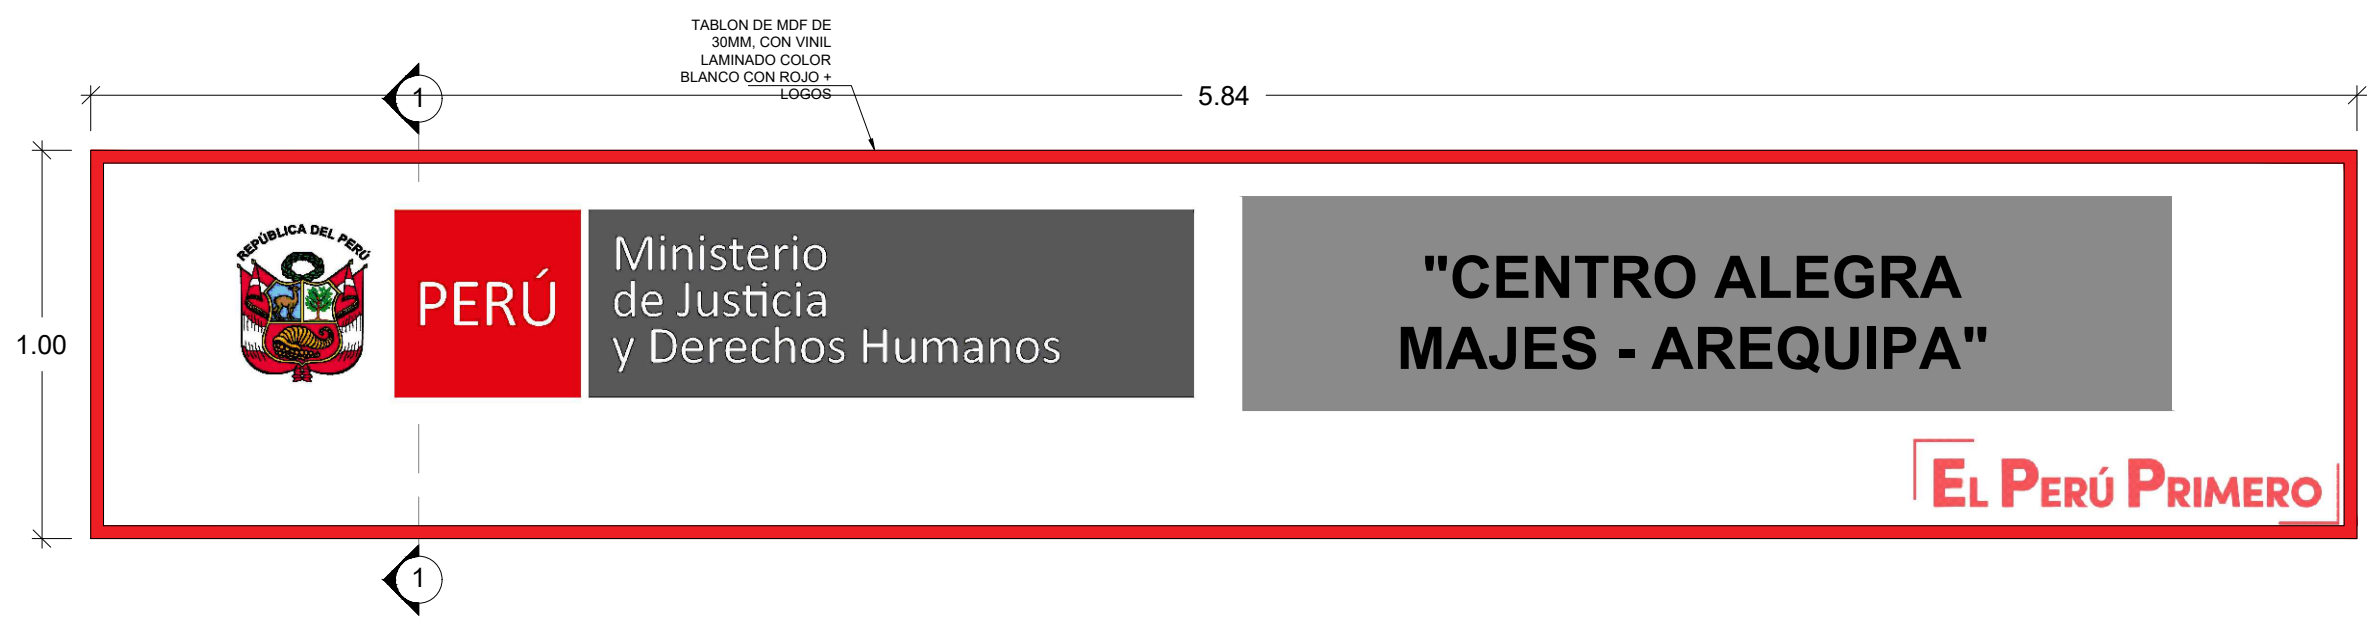 TABLON DE MDF DE
30MM, CON VINIL
LAMINADO COLOR
BLANCO CON ROJO +
LOGOS
1
5.84
1.00
REPÚBLICA DEL PERÚ
PERÚ
Ministerio
de Justicia
y Derechos Humanos
"CENTRO ALEGRA
MAJES - AREQUIPA"
EL PERÚ PRIMERO
1